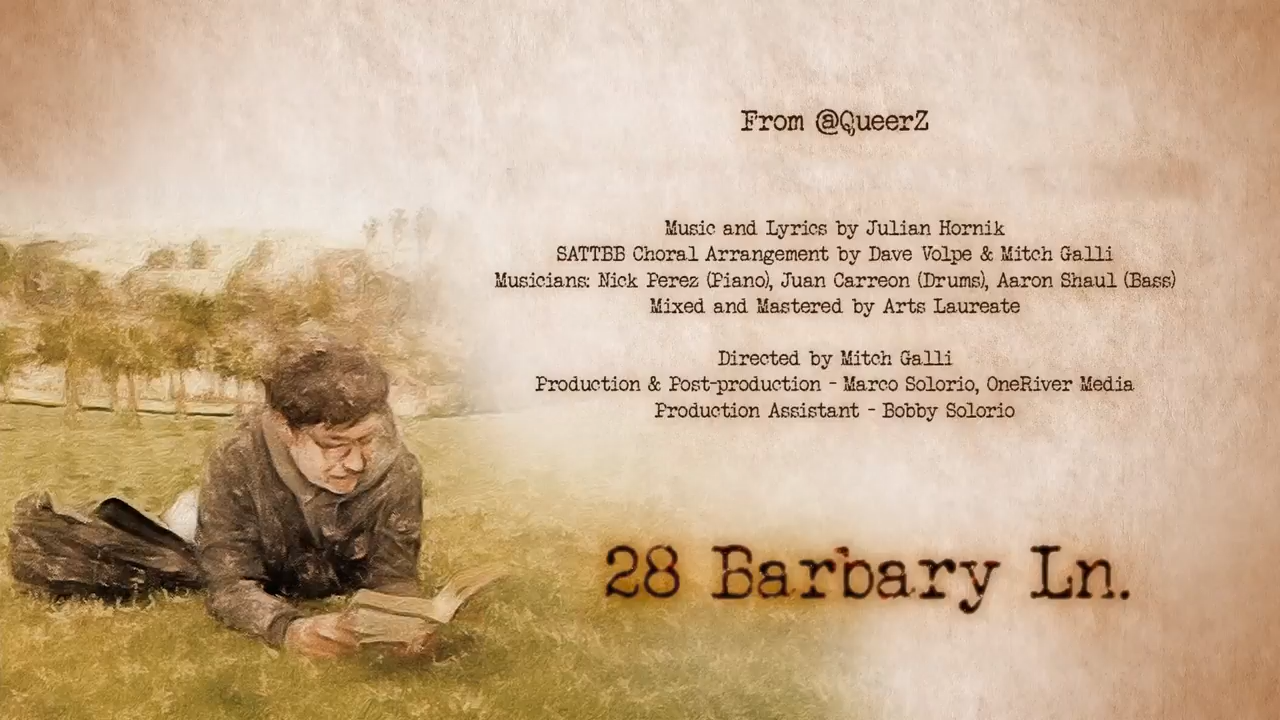 From @QueerZ
Music and Lyrics by Julian Hornik
SATTBB Choral Arrangement by Dave Volpe & Mitch Galli
Musicians: Nick Perez (Piano), Juan Carreon (Drums), Aaron Shaul (Bass)
Mixed and Mastered by Arts Laureate
Directed by Mitch Galli
Production & Post-production - Marco Solorio, OneRiver Media
Production Assistant - Bobby Solorio
28 Barbary Ln.